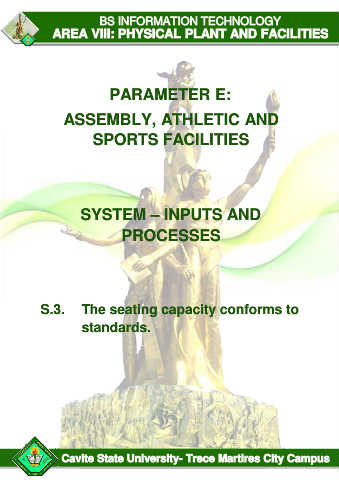 BS INFORMATION TECHNOLOGY
AREA VIII: PHYSICAL PLANT AND FACILITIES
PARAMETER E:
ASSEMBLY, ATHLETIC AND
SPORTS FACILITIES
SYSTEM – INPUTS AND
PROCESSES
S.3. The seating capacity conforms to
standards.
Cavite State University- Trece Martires City Campus